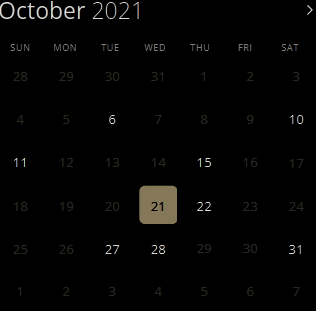 October 2021 >
SUN MON TUE WED THU FRI SAT
28 29 30 31 1 2 3
4 5 6 7 8 9 10
11 12 13 14 15 16 17
18 19 20 21 22 23 24
25 26 27 28 29 30 31
1 2 3 4 5 6 7